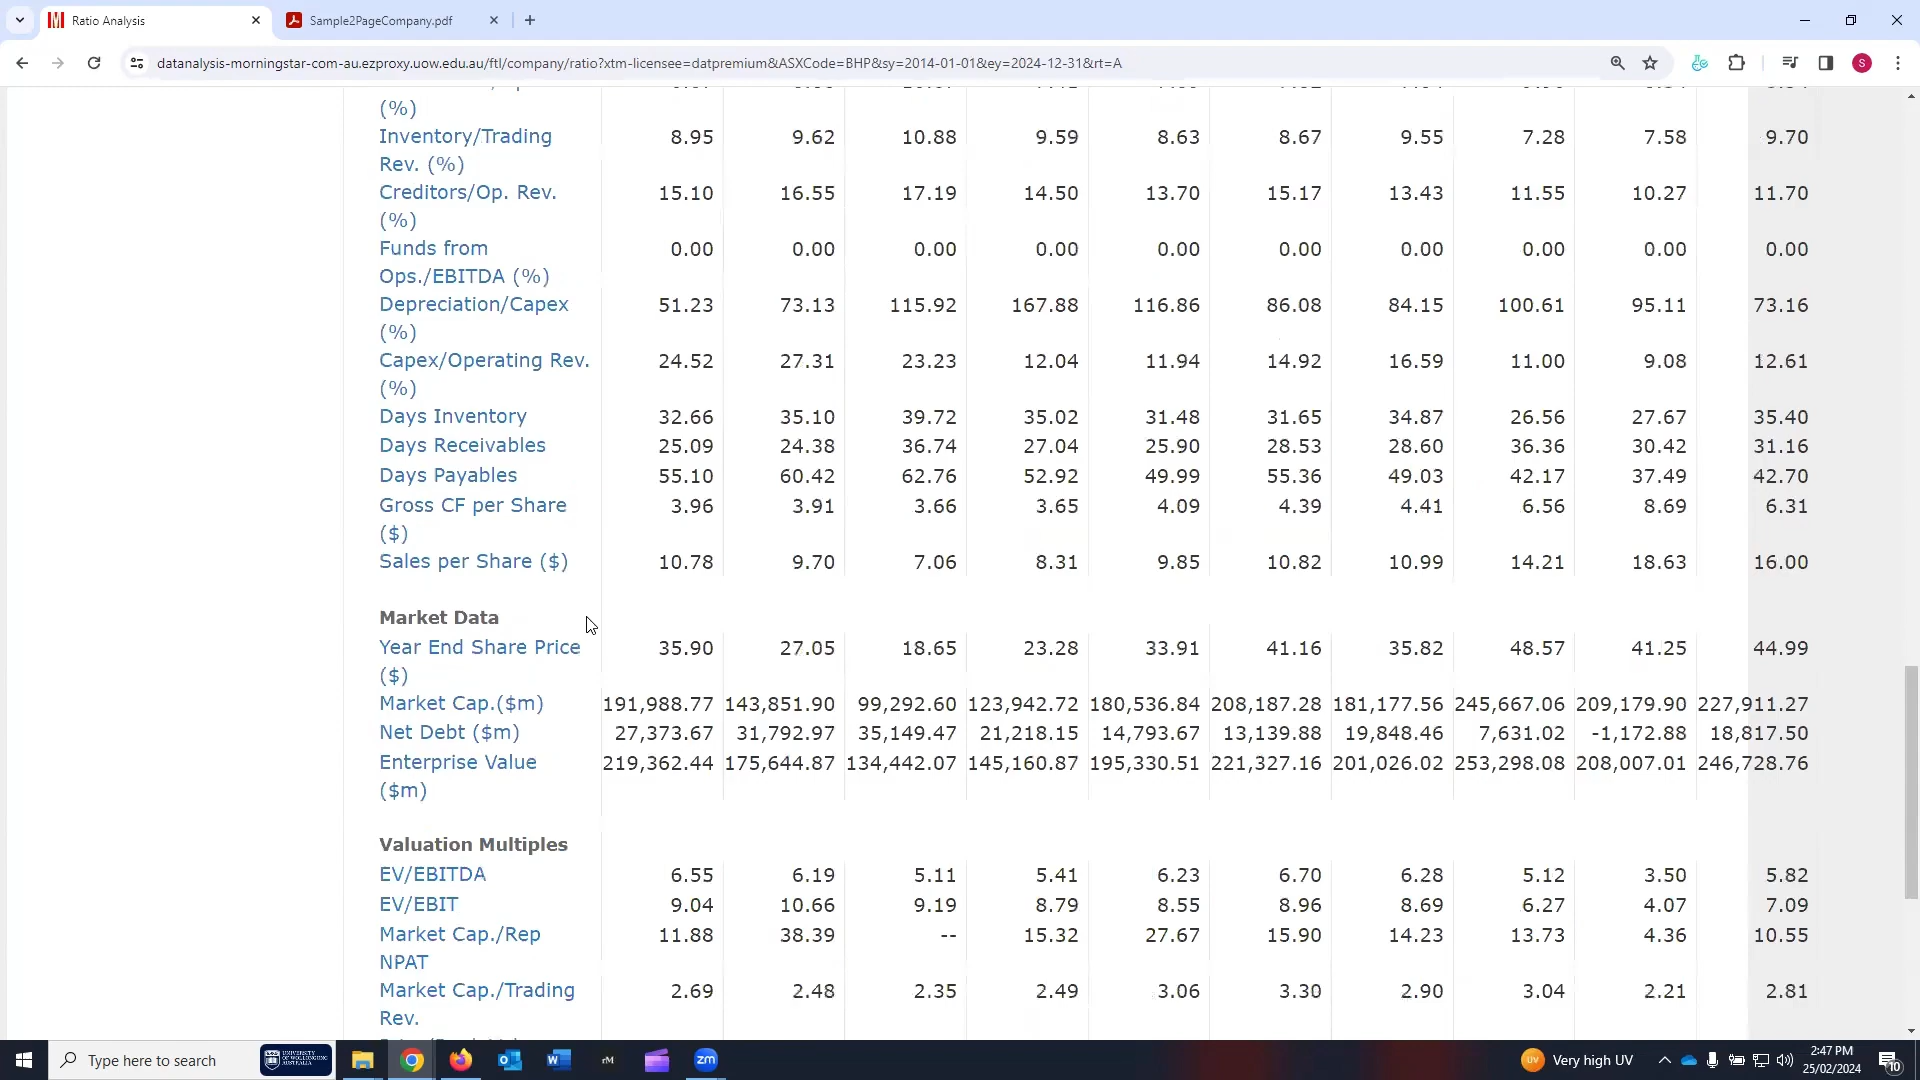 Ratio Analysis
Sample2PageCompany.pdf
datanalysis-morningstar-com-au.ezproxy.uow.edu.au/ftl/company/ratio?xtm-licensee=datpremium&ASXCode=BHP&sy=2014-01-01&ey=2024-12-31&rt=A
S
(%)
Inventory/Trading 8.95 9.62 10.88 9.59 8.63 8.67 9.55 7.28 7.58 9.70
Rev. (%)
Creditors/Op. Rev. 15.10 16.55 17.19 14.50 13.70 15.17 13.43 11.55 10.27 11.70
(%)
Funds from 0.00 0.00 0.00 0.00 0.00 0.00 0.00 0.00 0.00 0.00
Ops./EBITDA (%)
Depreciation/Capex 51.23 73.13 115.92 167.88 116.86 86.08 84.15 100.61 95.11 73.16
(%)
Capex/Operating Rev. 24.52 27.31 23.23 12.04 11.94 14.92 16.59 11.00 9.08 12.61
(%)
Days Inventory 32.66 35.10 39.72 35.02 31.48 31.65 34.87 26.56 27.67 35.40
Days Receivables 25.09 24.38 36.74 27.04 25.90 28.53 28.60 36.36 30.42 31.16
Days Payables 55.10 60.42 62.76 52.92 49.99 55.36 49.03 42.17 37.49 42.70
Gross CF per Share 3.96 3.91 3.66 3.65 4.09 4.39 4.41 6.56 8.69 6.31
($)
Sales per Share ($) 10.78 9.70 7.06 8.31 9.85 10.82 10.99 14.21 18.63 16.00
Market Data
Year End Share Price 35.90 27.05 18.65 23.28 33.91 41.16 35.82 48.57 41.25 44.99
($)
Market Cap.($m) 191,988.77 143,851.90 99,292.60 123,942.72 180,536.84 208,187.28 181,177.56 245,667.06 209,179.90 227,911.27
Net Debt ($m) 27,373.67 31,792.97 35,149.47 21,218.15 14,793.67 13,139.88 19,848.46 7,631.02 -1,172.88 18,817.50
Enterprise Value 219,362.44 175,644.87 134,442.07 145,160.87 195,330.51 221,327.16 201,026.02 253,298.08 208,007.01 246,728.76
($m)
Valuation Multiples
EV/EBITDA 6.55 6.19 5.11 5.41 6.23 6.70 6.28 5.12 3.50 5.82
EV/EBIT 9.04 10.66 9.19 8.79 8.55 8.96 8.69 6.27 4.07 7.09
Market Cap./Rep 11.88 38.39 -- 15.32 27.67 15.90 14.23 13.73 4.36 10.55
NPAT
Market Cap./Trading 2.69 2.48 2.35 2.49 3.06 3.30 2.90 3.04 2.21 2.81
Rev.
Type here to search
UNIVERSITY OF WOLLONGONG AUSTRALIA
rM
zm
UV
Very high UV
2:47 PM
25/02/2024
10